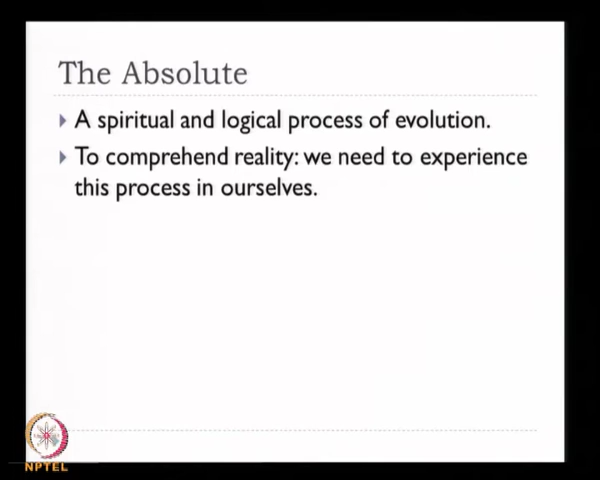 The Absolute
A spiritual and logical process of evolution.
To comprehend reality: we need to experience
this process in ourselves.
NPTEL